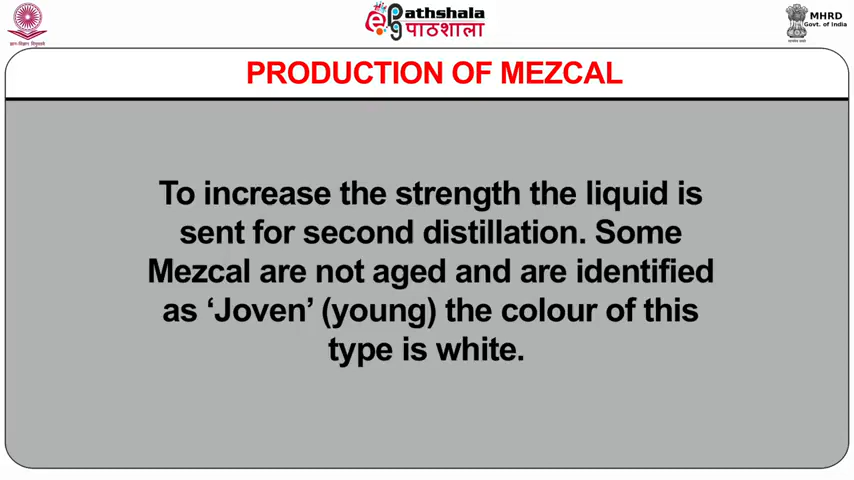 Pathshala
पाठशाला
MHRD
Govt. of India
PRODUCTION OF MEZCAL
To increase the strength the liquid is
sent for second distillation. Some
Mezcal are not aged and are identified
as ‘Joven’ (young) the colour of this
type is white.